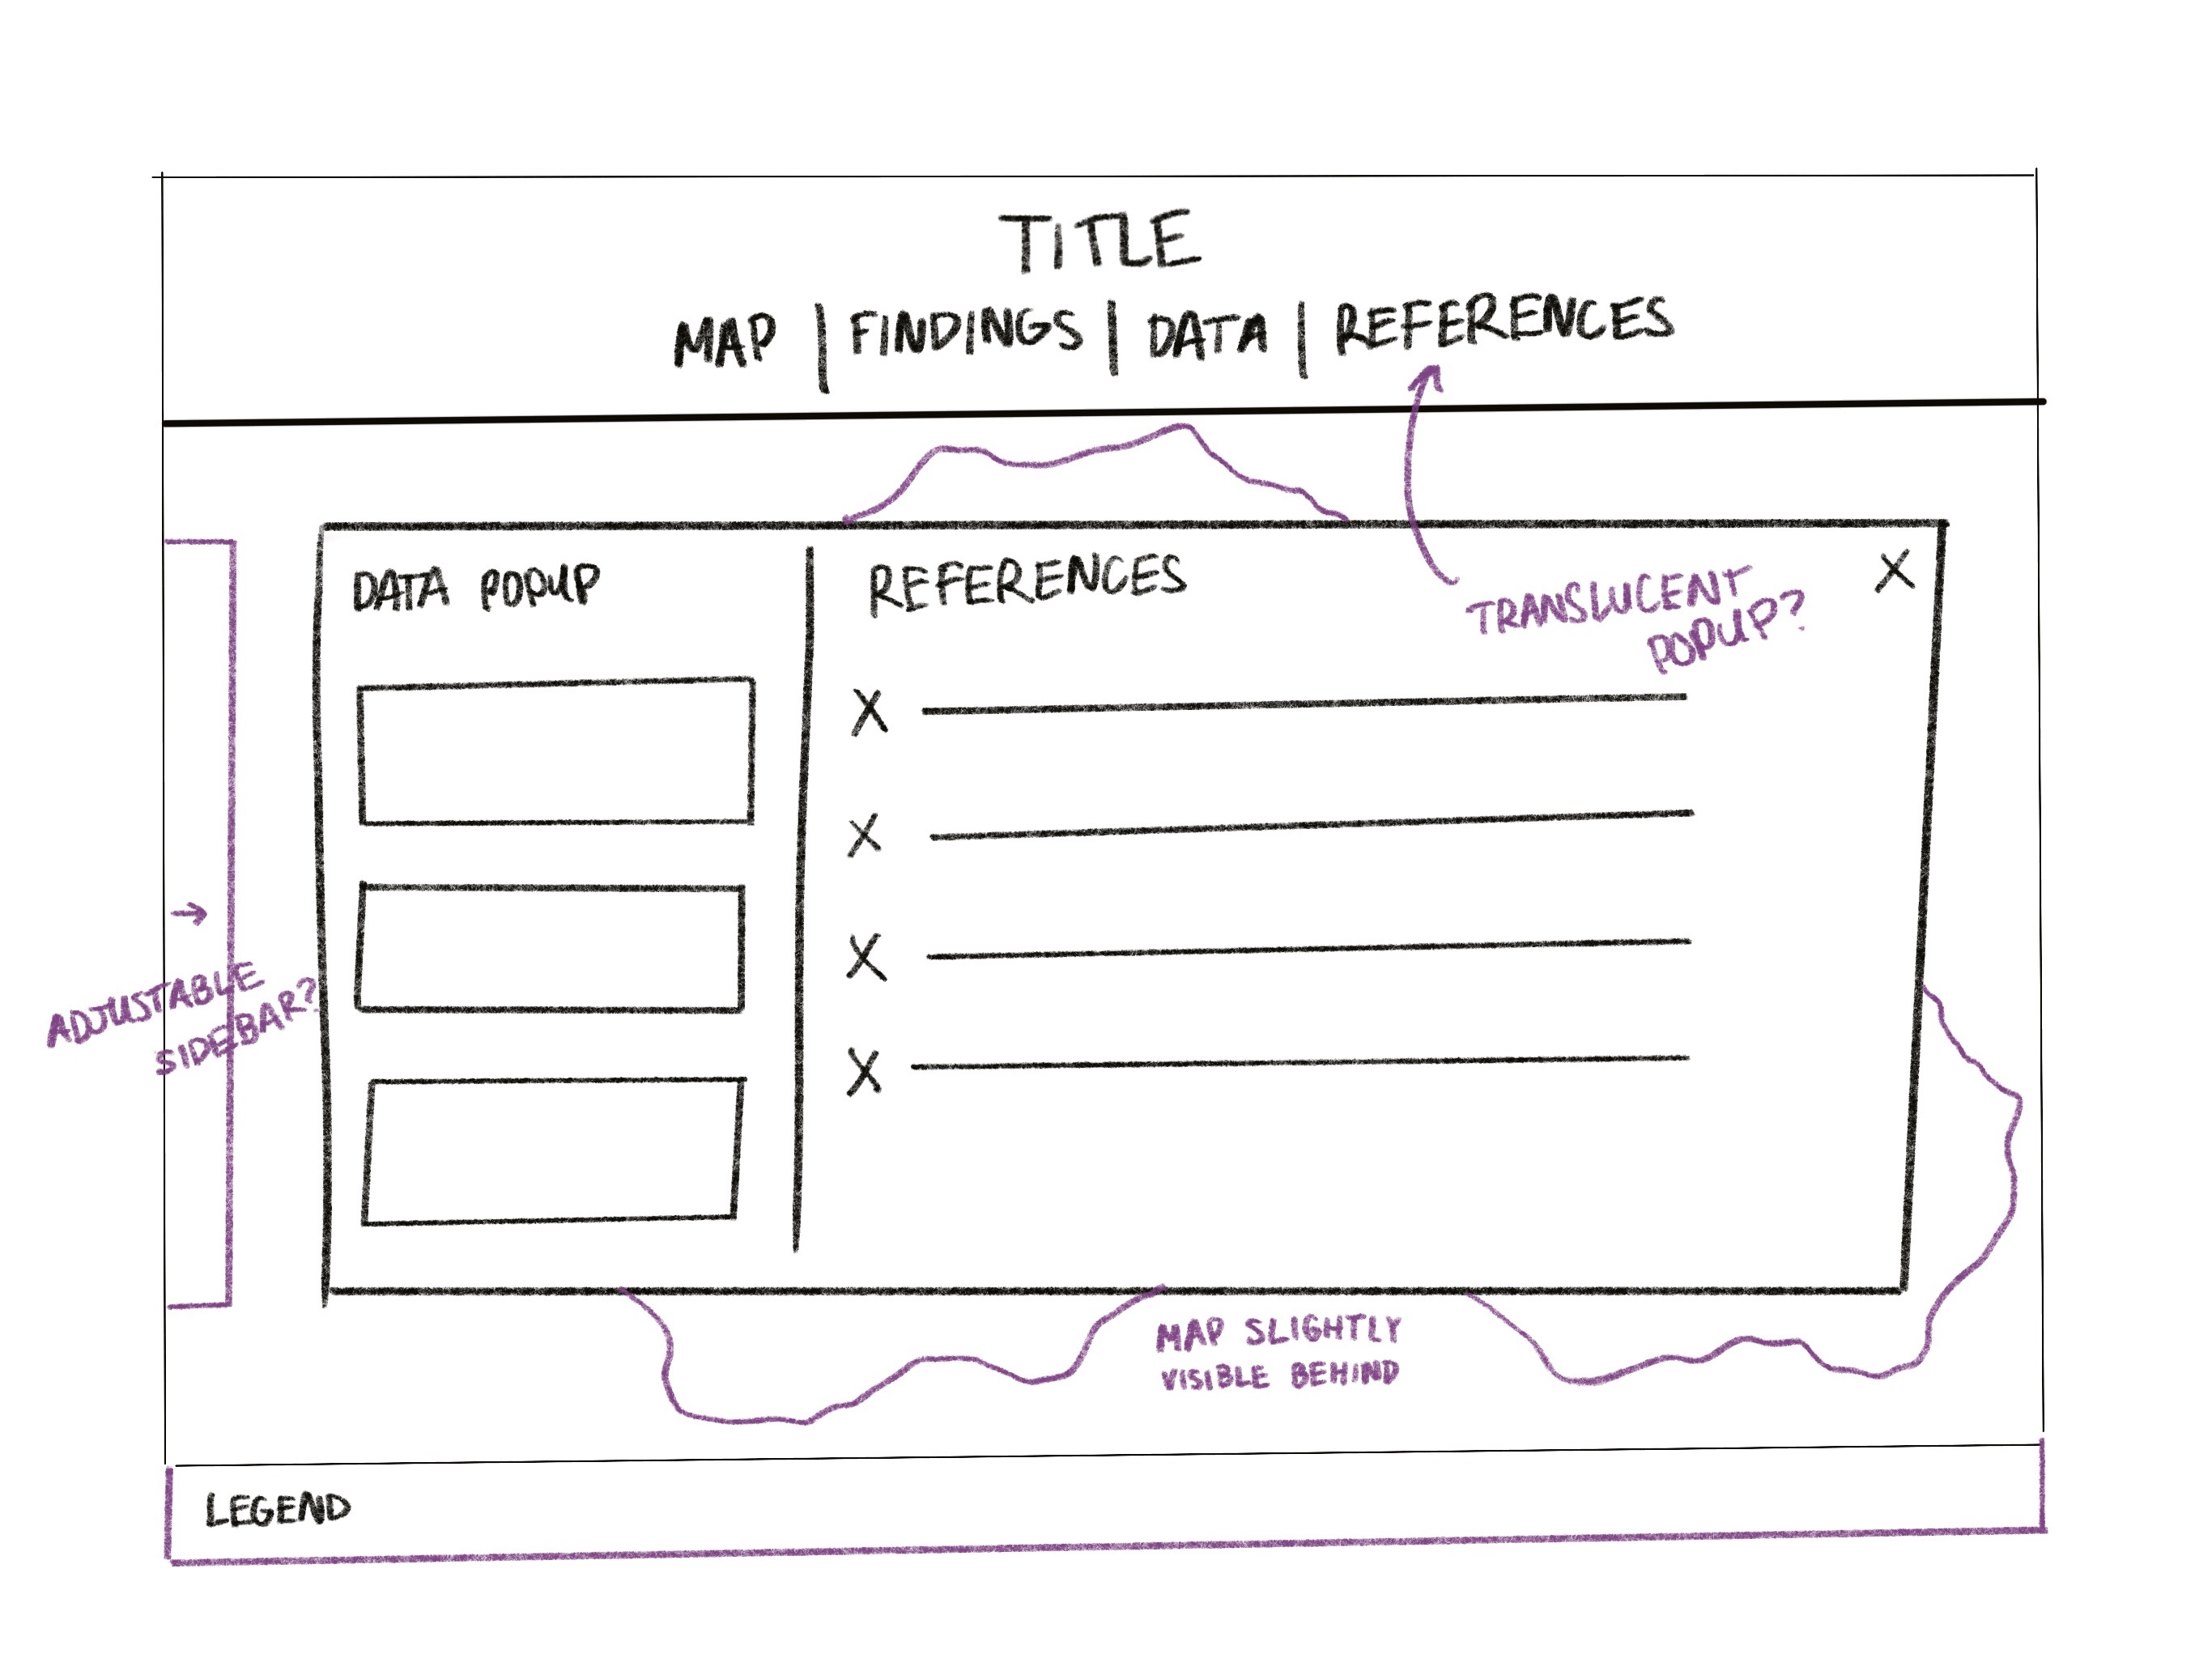 TITLE
MAP | FINDINGS | DATA | REFERENCES
DATA POPUP
REFERENCES
X
TRANSLUCENT
POPUP?
X
X
X
X
→
ADJUSTABLE
SIDEBAR?
MAP SLIGHTLY
VISIBLE BEHIND
LEGEND